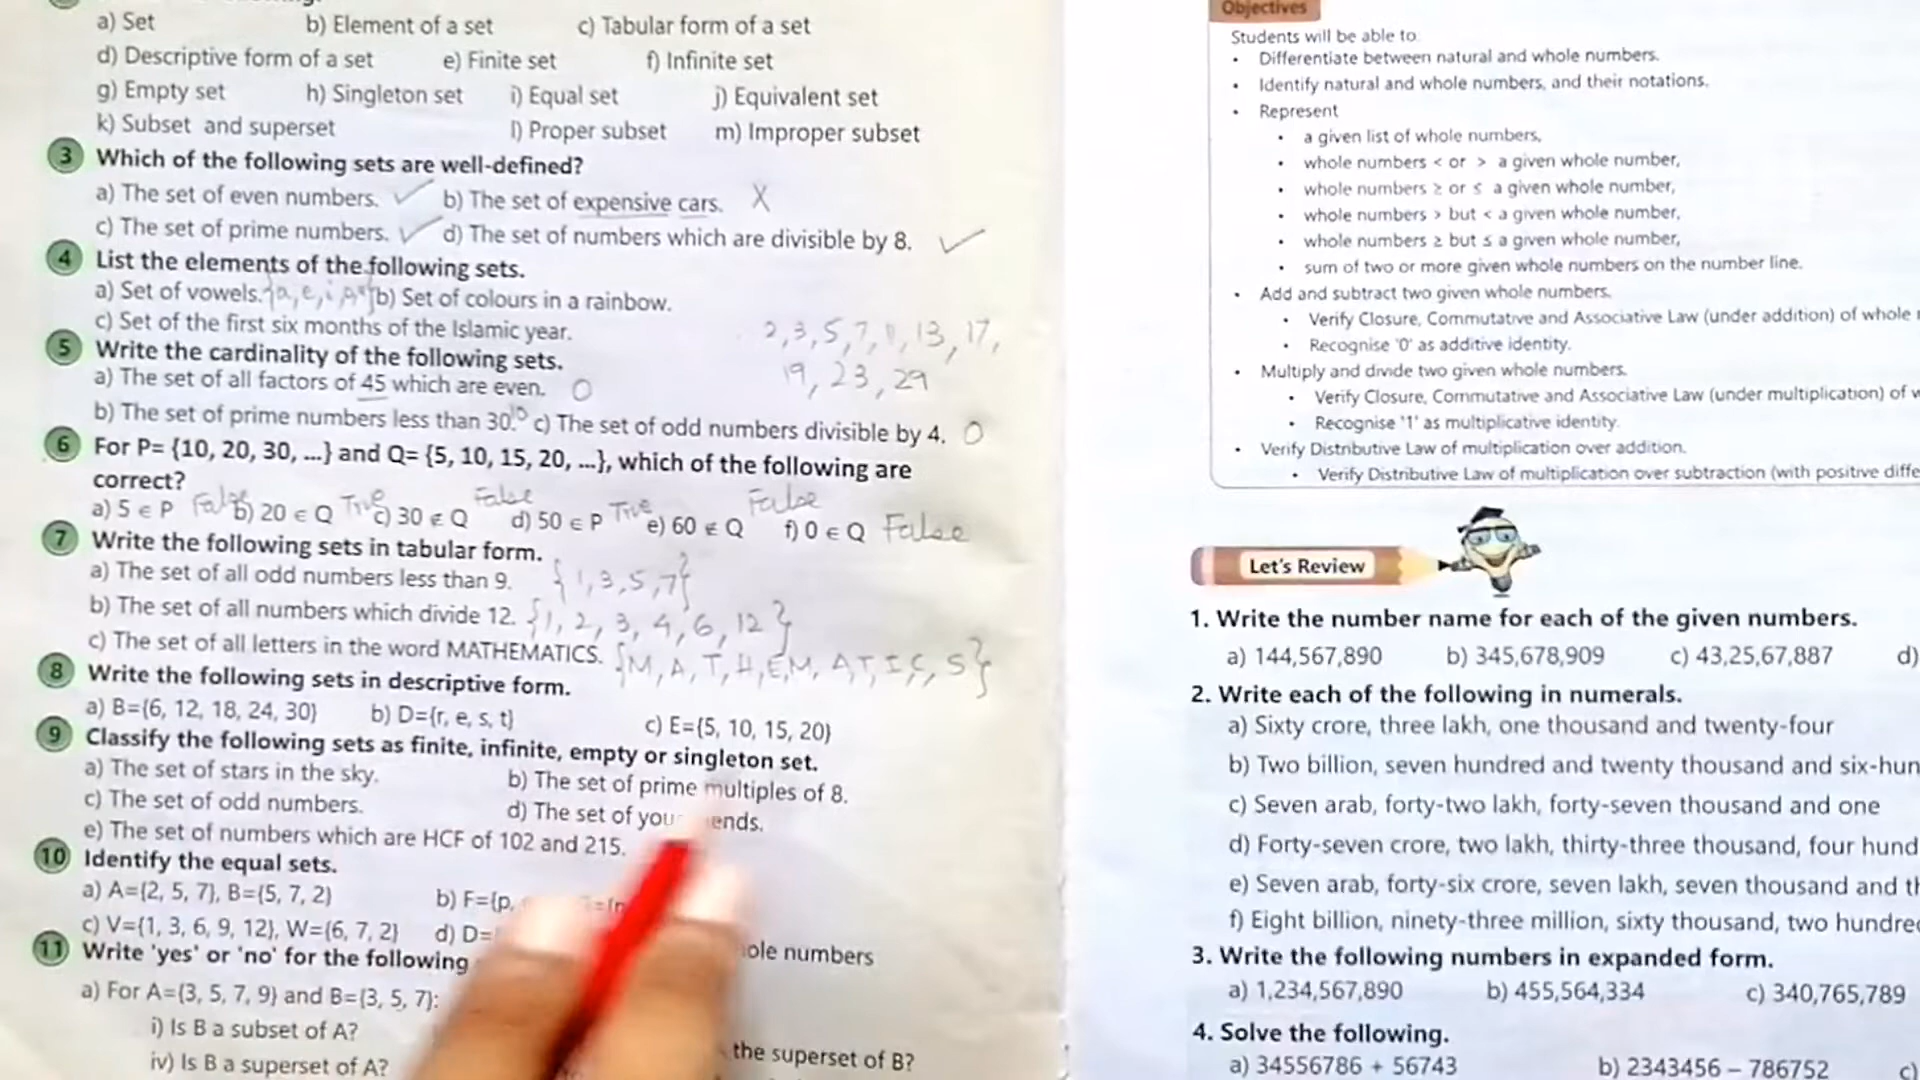 a) Set b) Element of a set c) Tabular form of a set
d) Descriptive form of a set e) Finite set f) Infinite set
g) Empty set h) Singleton set i) Equal set j) Equivalent set
k) Subset and superset l) Proper subset m) Improper subset
3 Which of the following sets are well-defined?
a) The set of even numbers. ✓ b) The set of expensive cars. X
c) The set of prime numbers. ✓ d) The set of numbers which are divisible by 8. ✓
4 List the elements of the following sets.
a) Set of vowels. {a, e, i, b) Set of colours in a rainbow.
c) Set of the first six months of the Islamic year.
2, 3, 5, 7, 11, 13, 17,
19, 23, 29
5 Write the cardinality of the following sets.
a) The set of all factors of 45 which are even. 0
b) The set of prime numbers less than 30. 10 c) The set of odd numbers divisible by 4. 0
6 For P= {10, 20, 30, ...} and Q= {5, 10, 15, 20, ...}, which of the following are
correct?
a) 5 ∈ P False b) 20 ∈ Q True c) 30 ∉ Q False d) 50 ∈ P True e) 60 ∉ Q False f) 0 ∈ Q False
7 Write the following sets in tabular form.
a) The set of all odd numbers less than 9. {1, 3, 5, 7}
b) The set of all numbers which divide 12. {1, 2, 3, 4, 6, 12}
c) The set of all letters in the word MATHEMATICS. {M, A, T, H, E, M, A, T, I, C, S}
8 Write the following sets in descriptive form.
a) B={6, 12, 18, 24, 30} b) D={r, e, s, t} c) E={5, 10, 15, 20}
9 Classify the following sets as finite, infinite, empty or singleton set.
a) The set of stars in the sky. b) The set of prime multiples of 8.
c) The set of odd numbers. d) The set of you ends.
e) The set of numbers which are HCF of 102 and 215.
10 Identify the equal sets.
a) A={2, 5, 7}, B={5, 7, 2} b) F={p,
c) V={1, 3, 6, 9, 12}, W={6, 7, 2} d) D= ole numbers
11 Write 'yes' or 'no' for the following
a) For A={3, 5, 7, 9} and B={3, 5, 7}:
i) Is B a subset of A?
iv) Is B a superset of A? the superset of B?
Objectives
Students will be able to:
• Differentiate between natural and whole numbers.
• Identify natural and whole numbers, and their notations.
• Represent
• a given list of whole numbers,
• whole numbers < or > a given whole number,
• whole numbers ≥ or ≤ a given whole number,
• whole numbers > but < a given whole number,
• whole numbers ≥ but ≤ a given whole number,
• sum of two or more given whole numbers on the number line.
• Add and subtract two given whole numbers.
• Verify Closure, Commutative and Associative Law (under addition) of whole
• Recognise '0' as additive identity.
• Multiply and divide two given whole numbers.
• Verify Closure, Commutative and Associative Law (under multiplication) of
• Recognise '1' as multiplicative identity.
• Verify Distributive Law of multiplication over addition.
• Verify Distributive Law of multiplication over subtraction (with positive diffe
Let's Review
1. Write the number name for each of the given numbers.
a) 144,567,890 b) 345,678,909 c) 43,25,67,887 d)
2. Write each of the following in numerals.
a) Sixty crore, three lakh, one thousand and twenty-four
b) Two billion, seven hundred and twenty thousand and six-hun
c) Seven arab, forty-two lakh, forty-seven thousand and one
d) Forty-seven crore, two lakh, thirty-three thousand, four hund
e) Seven arab, forty-six crore, seven lakh, seven thousand and th
f) Eight billion, ninety-three million, sixty thousand, two hundre
3. Write the following numbers in expanded form.
a) 1,234,567,890 b) 455,564,334 c) 340,765,789
4. Solve the following.
a) 34556786 + 56743 b) 2343456 – 786752 c)